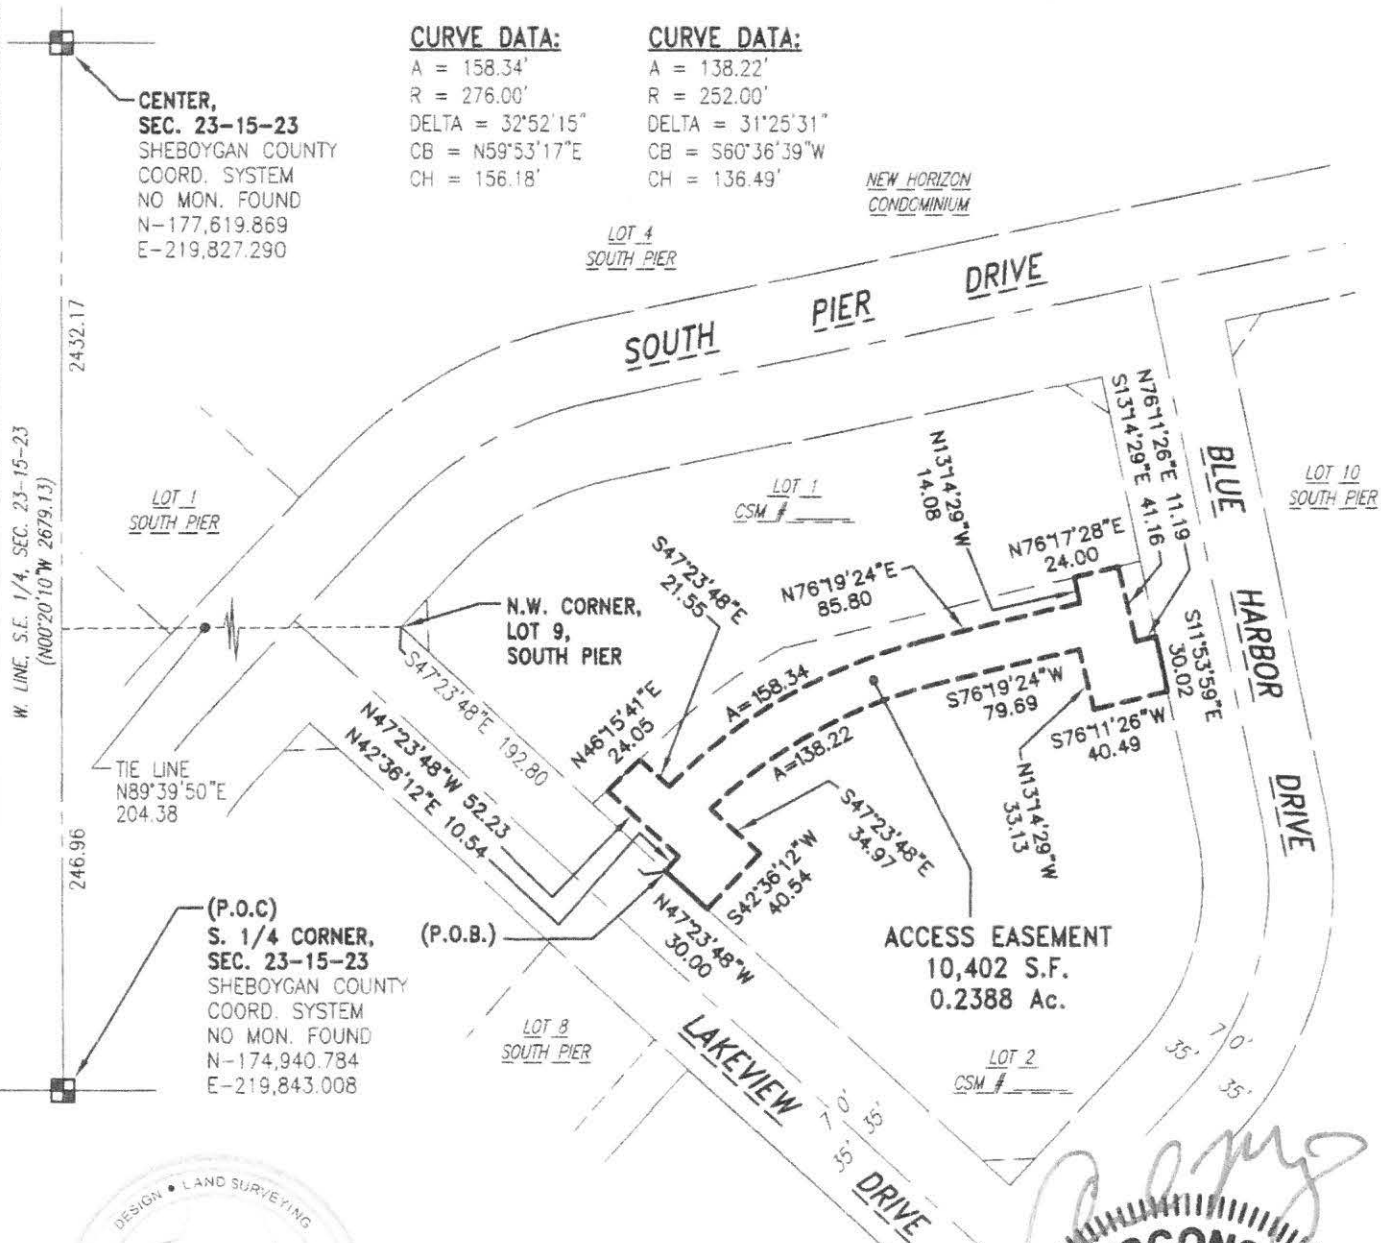 CURVE DATA:
A = 158.34'
R = 276.00'
DELTA = 32°52'15"
CB = N59°53'17"E
CH = 156.18'
CURVE DATA:
A = 138.22'
R = 252.00'
DELTA = 31°25'31"
CB = S60°36'39"W
CH = 136.49'
CENTER,
SEC. 23-15-23
SHEBOYGAN COUNTY
COORD. SYSTEM
NO MON. FOUND
N-177,619.869
E-219,827.290
NEW HORIZON
CONDOMINIUM
LOT 4
SOUTH PIER
SOUTH PIER DRIVE
2432.17
W. LINE, S.E. 1/4, SEC. 23-15-23
(N00°20'10"W 2679.13)
LOT 1
SOUTH PIER
LOT 1
CSM #
N13°14'29"W
14.08
N76°11'26"E 11.19
S13°14'29"E 41.16
BLUE HARBOR DRIVE
LOT 10
SOUTH PIER
N76°17'28"E
24.00
N76°19'24"E
85.80
S47°23'48"E
21.55
N.W. CORNER,
LOT 9,
SOUTH PIER
S47°23'48"E 192.80
N46°15'41"E
24.05
A=158.34
A=138.22
S76°19'24"W
79.69
S11°53'59"E
30.02
S76°11'26"W
40.49
N13°14'29"W
33.13
N47°23'48"W 52.23
N42°36'12"E 10.54
TIE LINE
N89°39'50"E
204.38
246.96
S47°23'48"E
34.97
S42°36'12"W
40.54
N47°23'48"W
30.00
(P.O.B.)
(P.O.C)
S. 1/4 CORNER,
SEC. 23-15-23
SHEBOYGAN COUNTY
COORD. SYSTEM
NO MON. FOUND
N-174,940.784
E-219,843.008
ACCESS EASEMENT
10,402 S.F.
0.2388 Ac.
LOT 8
SOUTH PIER
LAKEVIEW DRIVE
LOT 2
CSM #
70'
35'
35'
70'
35'
35'
DESIGN • LAND SURVEYING